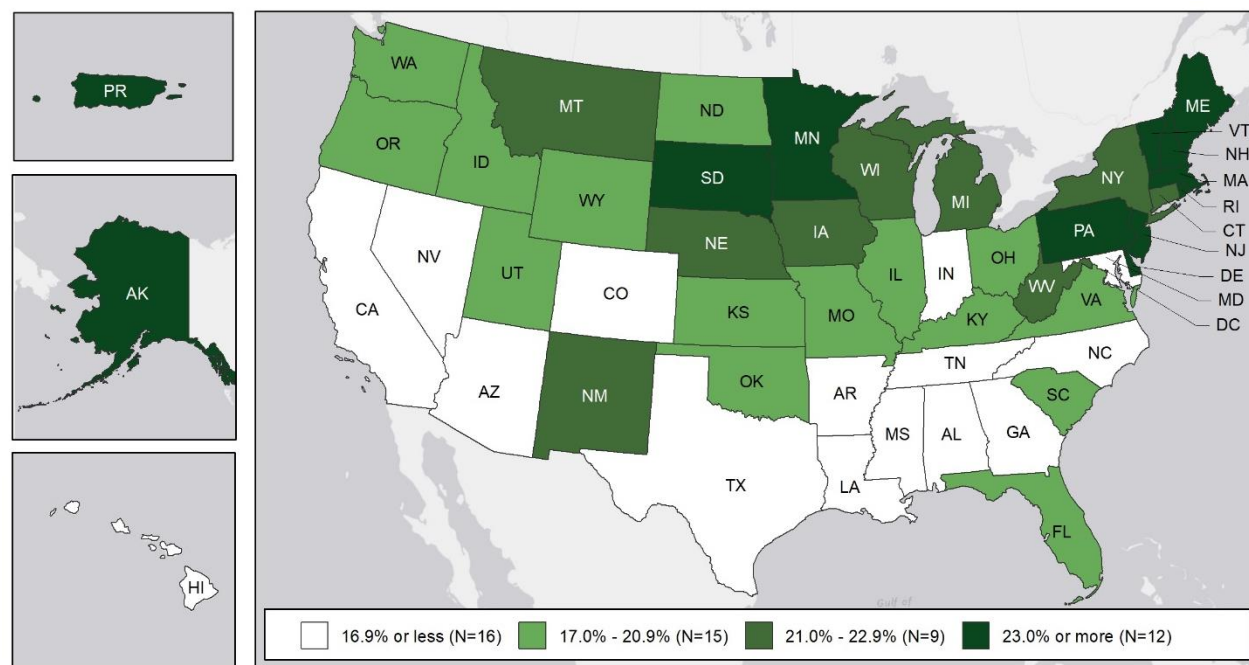 PR
AK
HI
WA
OR
ID
MT
ND
MN
SD
WY
NV
UT
CA
CO
AZ
NM
NE
KS
OK
TX
IA
MO
AR
LA
WI
MI
IL
IN
OH
KY
TN
MS
AL
GA
FL
SC
NC
VA
WV
PA
NY
ME
VT
NH
MA
RI
CT
NJ
DE
MD
DC
Gulf of
16.9% or less (N=16)
17.0% - 20.9% (N=15)
21.0% - 22.9% (N=9)
23.0% or more (N=12)